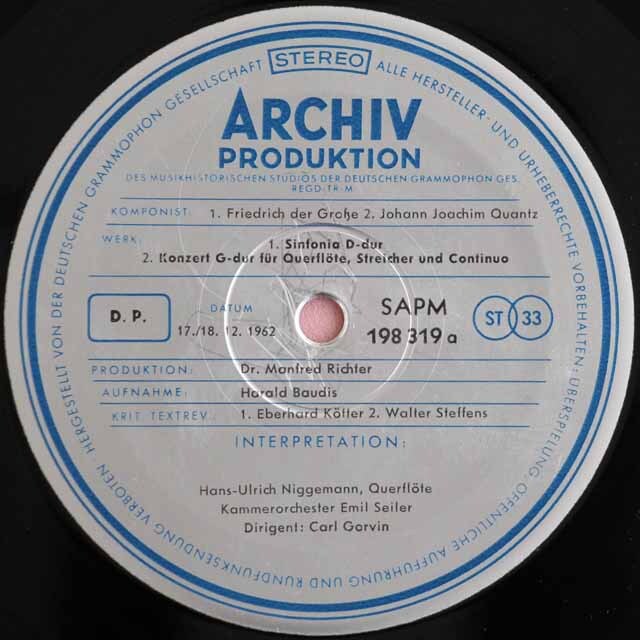 HERGESTELLT VON DER DEUTSCHEN GRAMMOPHON GESELLSCHAFT STEREO ALLE HERSTELLER- UND URHEBERRECHTE VORBEHALTEN, ÜBERSPIELUNG, ÖFFENTLICHE AUFFÜHRUNG UND RUNDFUNKSENDUNG VERBOTEN
ARCHIV
PRODUKTION
DES MUSIKHISTORISCHEN STUDIOS DER DEUTSCHEN GRAMMOPHON GES.
REGD·TR·M
KOMPONIST: 1. Friedrich der Große 2. Johann Joachim Quantz
WERK: 1. Sinfonia D-dur
2. Konzert G-dur für Querflöte, Streicher und Continuo
D. P.
DATUM
17./18. 12. 1962
SAPM
198 319 a
ST 33
PRODUKTION: Dr. Manfred Richter
AUFNAHME: Harald Baudis
KRIT. TEXTREV.: 1. Eberhard Kötter 2. Walter Steffens
INTERPRETATION:
Hans-Ulrich Niggemann, Querflöte
Kammerorchester Emil Seiler
Dirigent: Carl Gorvin